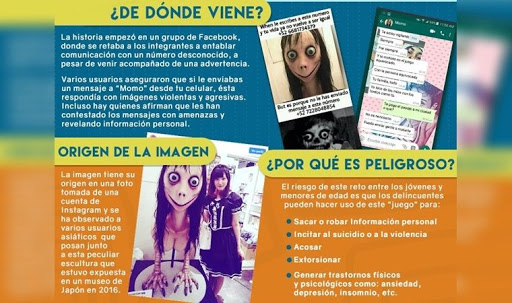 ¿DE DÓNDE VIENE?
La historia empezó en un grupo de Facebook,
donde se retaba a los integrantes a entablar
comunicación con un número desconocido, a
pesar de venir acompañado de una advertencia.
Varios usuarios aseguraron que si le enviabas
un mensaje a "Momo" desde tu celular, ésta
respondía con imágenes violentas y agresivas.
Incluso hay quienes afirman que les han
contestado los mensajes con amenazas y
revelando información personal.
When le escribes a este numero
y tu vida ya no vuelve a ser igual
But es porque no le has enviado
mensaje a este número
+52 7228048854
Momo
ORIGEN DE LA IMAGEN
La imagen tiene su
origen en una foto
tomada de una
cuenta de
Instagram y se
ha observado a
varios usuarios
asiáticos que
posan junto
a esta peculiar
escultura que
estuvo expuesta
en un museo de
Japón en 2016.
¿POR QUÉ ES PELIGROSO?
El riesgo de este reto entre los jóvenes y
menores de edad es que los delincuentes
pueden hacer uso de este "juego" para:
Sacar o robar Información personal
Incitar al suicidio o a la violencia
Acosar
Extorsionar
Generar trastornos físicos
y psicológicos como: ansiedad,
depresión, insomnio, etc.